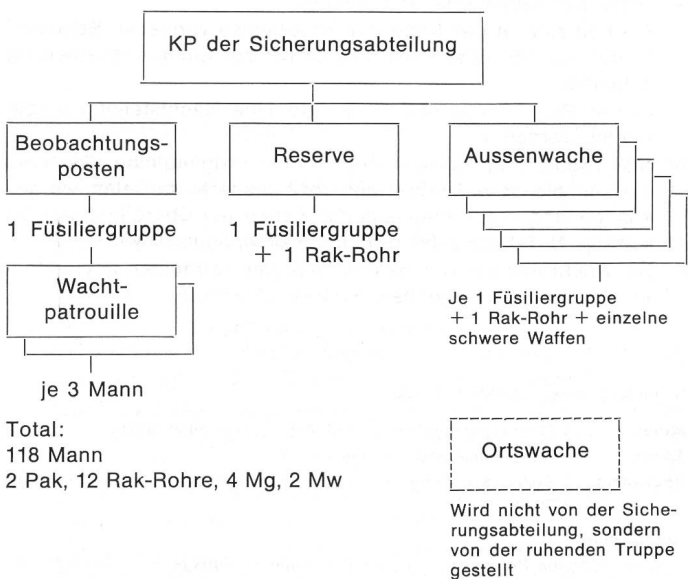 KP der Sicherungsabteilung
Beobachtungs-
posten
Reserve
Aussenwache
1 Füsiliergruppe
1 Füsiliergruppe
+ 1 Rak-Rohr
Wacht-
patrouille
Je 1 Füsiliergruppe
+ 1 Rak-Rohr + einzelne
schwere Waffen
je 3 Mann
Total:
118 Mann
2 Pak, 12 Rak-Rohre, 4 Mg, 2 Mw
Ortswache
Wird nicht von der Siche-
rungsabteilung, sondern
von der ruhenden Truppe
gestellt